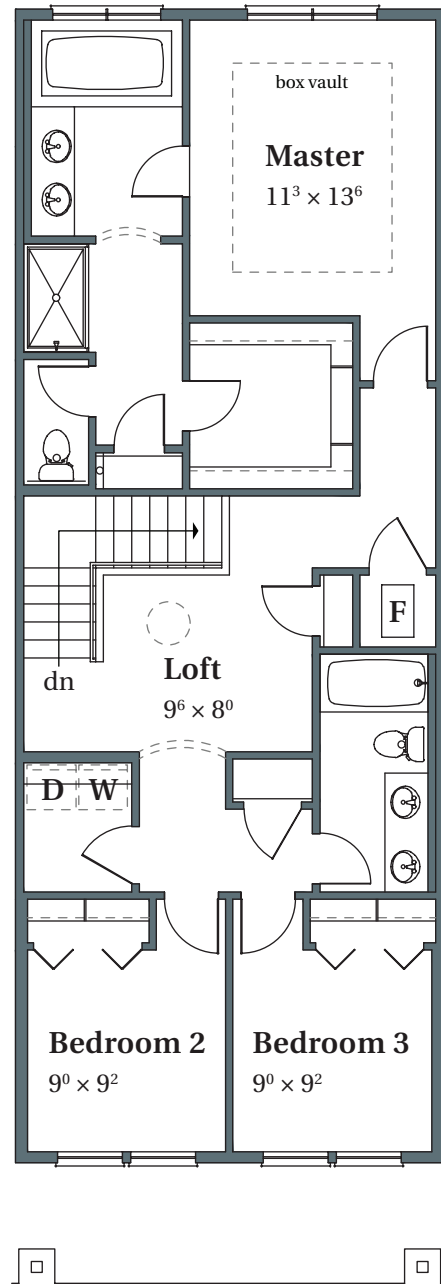 box vault
Master
11³ × 13⁶
F
dn
Loft
9⁶ × 8⁰
D W
Bedroom 2
9⁰ × 9²
Bedroom 3
9⁰ × 9²